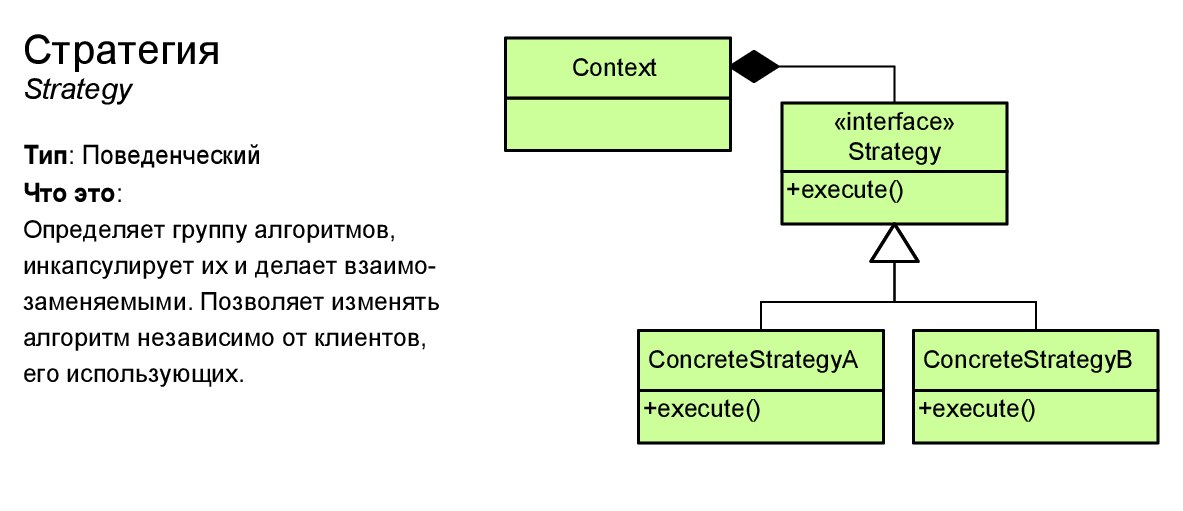 Стратегия
Strategy
Тип: Поведенческий
Что это:
Определяет группу алгоритмов,
инкапсулирует их и делает взаимо-
заменяемыми. Позволяет изменять
алгоритм независимо от клиентов,
его использующих.
Context
«interface»
Strategy
+execute()
ConcreteStrategyA
+execute()
ConcreteStrategyB
+execute()